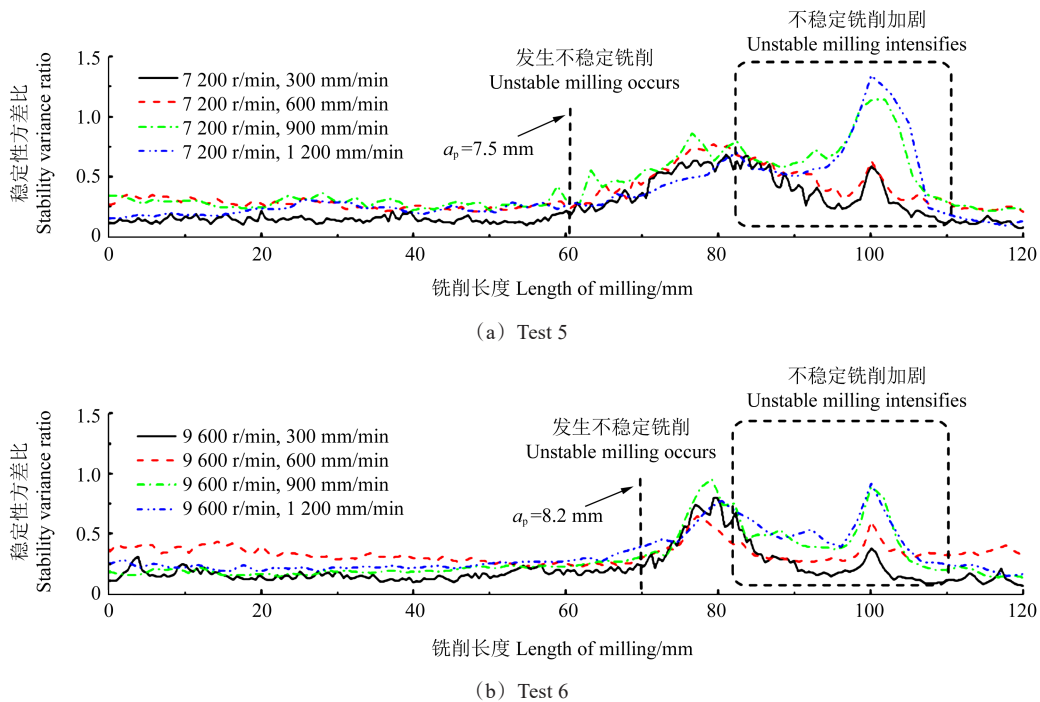 不稳定铣削加剧
Unstable milling intensifies
发生不稳定铣削
Unstable milling occurs
aₚ=7.5 mm
7 200 r/min, 300 mm/min
7 200 r/min, 600 mm/min
7 200 r/min, 900 mm/min
7 200 r/min, 1 200 mm/min
稳定性方差比
Stability variance ratio
1.5
1.0
0.5
0
0 20 40 60 80 100 120
铣削长度 Length of milling/mm
（a）Test 5
不稳定铣削加剧
Unstable milling intensifies
发生不稳定铣削
Unstable milling occurs
aₚ=8.2 mm
9 600 r/min, 300 mm/min
9 600 r/min, 600 mm/min
9 600 r/min, 900 mm/min
9 600 r/min, 1 200 mm/min
稳定性方差比
Stability variance ratio
1.5
1.0
0.5
0
0 20 40 60 80 100 120
铣削长度 Length of milling/mm
（b）Test 6